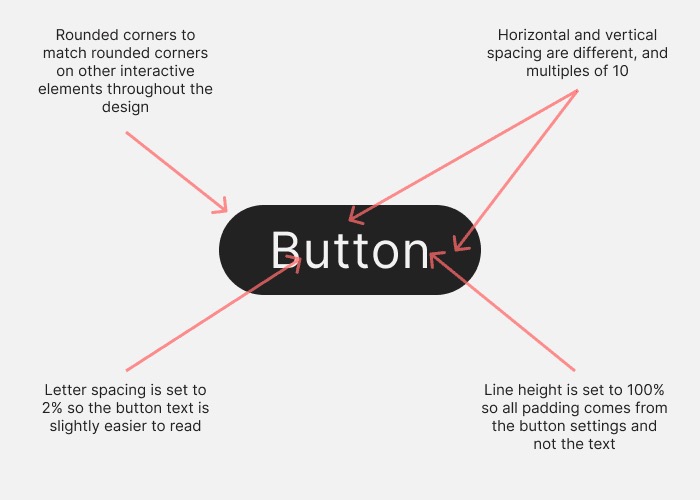 Rounded corners to
match rounded corners
on other interactive
elements throughout the
design
Horizontal and vertical
spacing are different, and
multiples of 10
Button
Letter spacing is set to
2% so the button text is
slightly easier to read
Line height is set to 100%
so all padding comes from
the button settings and
not the text